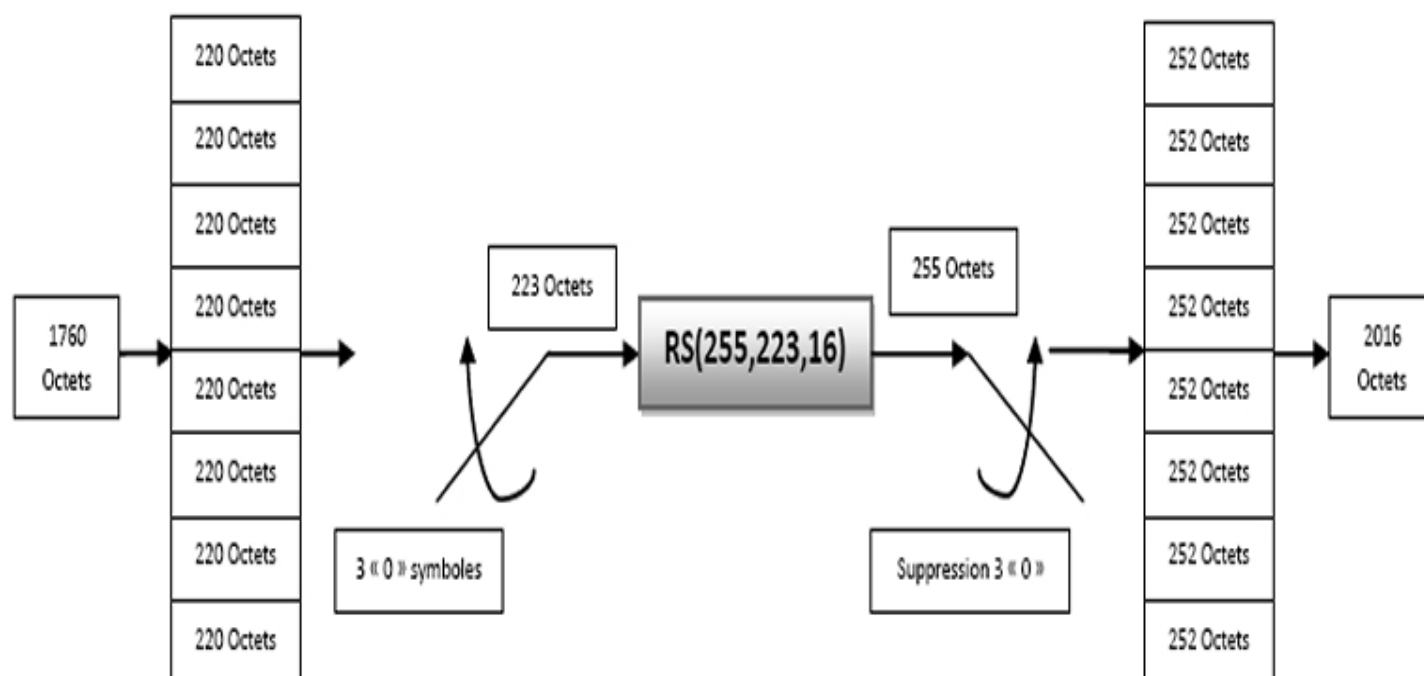 1760
Octets
220 Octets
220 Octets
220 Octets
220 Octets
220 Octets
220 Octets
220 Octets
220 Octets
3 « 0 » symboles
223 Octets
RS(255,223,16)
255 Octets
Suppression 3 « 0 »
252 Octets
252 Octets
252 Octets
252 Octets
252 Octets
252 Octets
252 Octets
252 Octets
2016
Octets